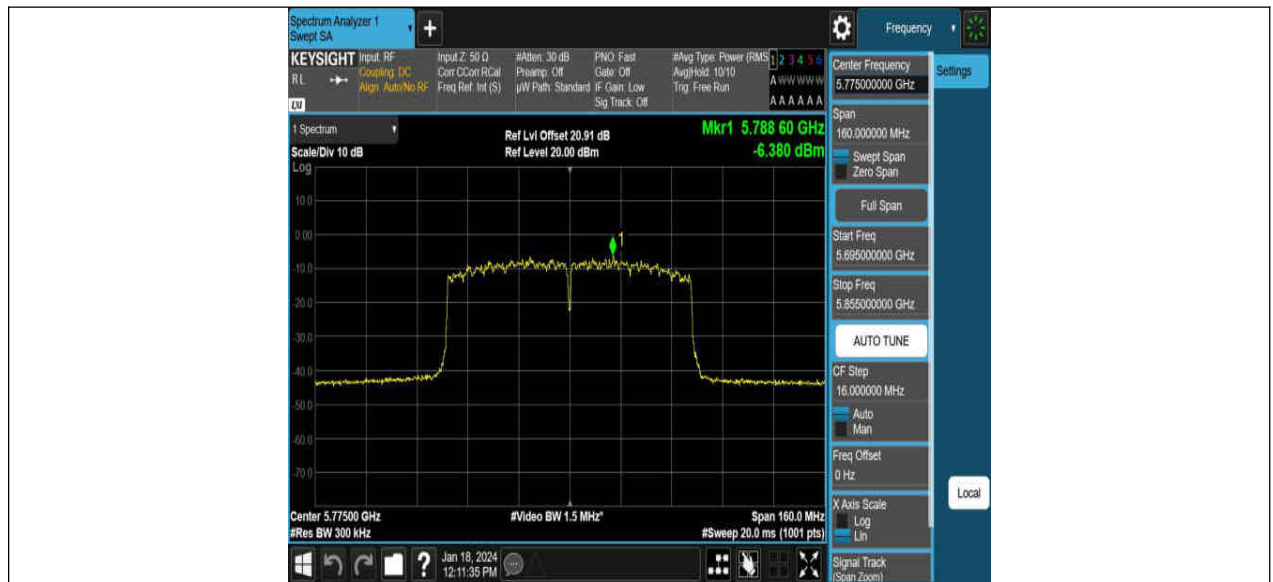 Spectrum Analyzer 1
Swept SA
+
Frequency
KEYSIGHT
RL
LXI
Input: RF
Coupling: DC
Align: Auto/No RF
Input Z: 50 Ω
Corr CCorr RCal
Freq Ref: Int (S)
#Atten: 30 dB
Preamp: Off
µW Path: Standard
PNO: Fast
Gate: Off
IF Gain: Low
Sig Track: Off
#Avg Type: Power (RMS
Avg|Hold: 10/10
Trig: Free Run
1 2 3 4 5 6
A W W W W W
A A A A A A
Center Frequency
5.775000000 GHz
Settings
Span
160.000000 MHz
Swept Span
Zero Span
Full Span
Start Freq
5.695000000 GHz
Stop Freq
5.855000000 GHz
AUTO TUNE
CF Step
16.000000 MHz
Auto
Man
Freq Offset
0 Hz
X Axis Scale
Log
Lin
Signal Track
(Span Zoom)
Local
1 Spectrum
Scale/Div 10 dB
Ref Lvl Offset 20.91 dB
Ref Level 20.00 dBm
Mkr1 5.788 60 GHz
-6.380 dBm
Log
10.0
0.00
-10.0
-20.0
-30.0
-40.0
-50.0
-60.0
-70.0
1
Center 5.77500 GHz
#Res BW 300 kHz
#Video BW 1.5 MHz*
Span 160.0 MHz
#Sweep 20.0 ms (1001 pts)
?
Jan 18, 2024
12:11:35 PM